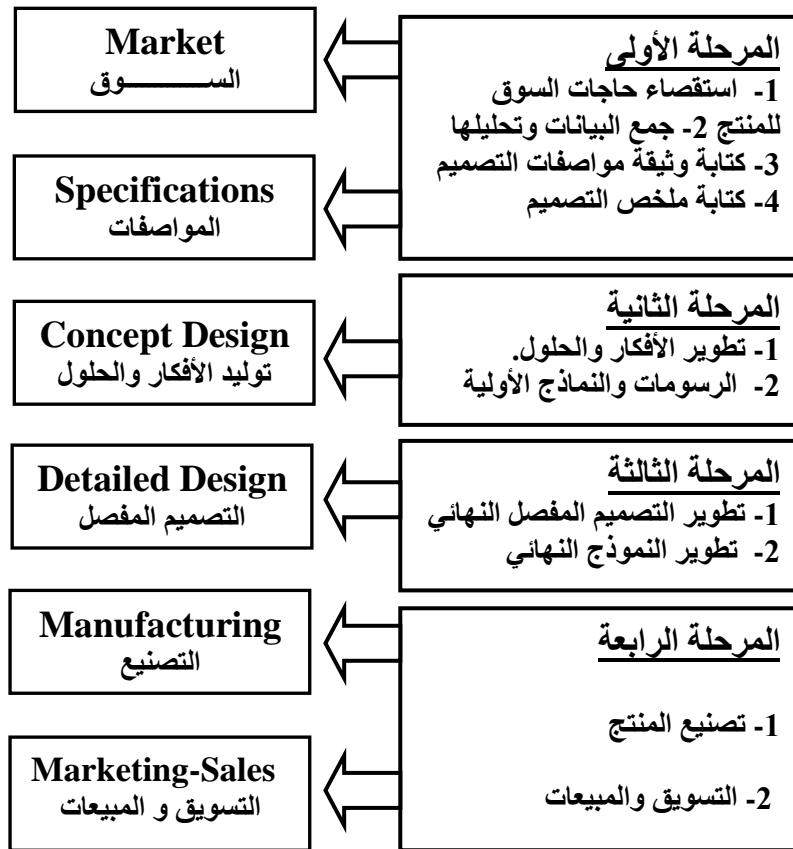 Market
الســـــــــوق
Specifications
المواصفات
Concept Design
توليد الأفكار والحلول
Detailed Design
التصميم المفصل
Manufacturing
التصنيع
Marketing-Sales
التسويق و المبيعات
المرحلة الأولى
1- استقصاء حاجات السوق
للمنتج 2- جمع البيانات وتحليلها
3- كتابة وثيقة مواصفات التصميم
4- كتابة ملخص التصميم
المرحلة الثانية
1- تطوير الأفكار والحلول.
2- الرسومات والنماذج الأولية
المرحلة الثالثة
1- تطوير التصميم المفصل النهائي
2- تطوير النموذج النهائي
المرحلة الرابعة
1- تصنيع المنتج
2- التسويق والمبيعات